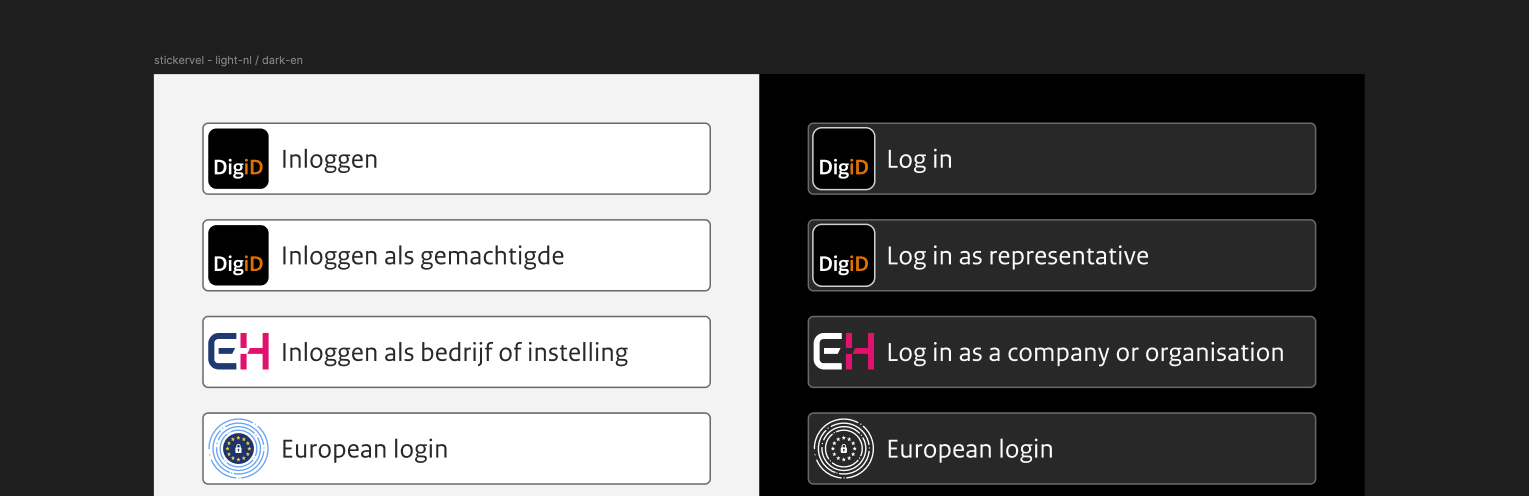 stickervel - light-nl / dark-en
DigiD Inloggen
DigiD Inloggen als gemachtigde
EH Inloggen als bedrijf of instelling
European login
DigiD Log in
DigiD Log in as representative
EH Log in as a company or organisation
European login